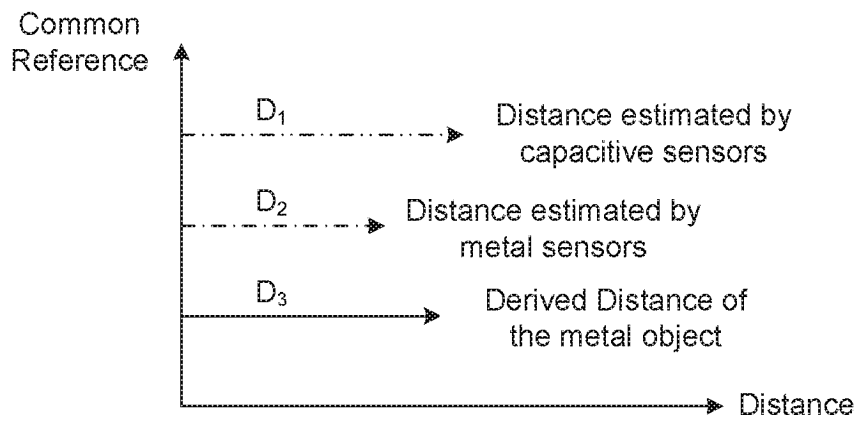 Common
Reference
D₁
Distance estimated by
capacitive sensors
D₂
Distance estimated by
metal sensors
D₃
Derived Distance of
the metal object
Distance